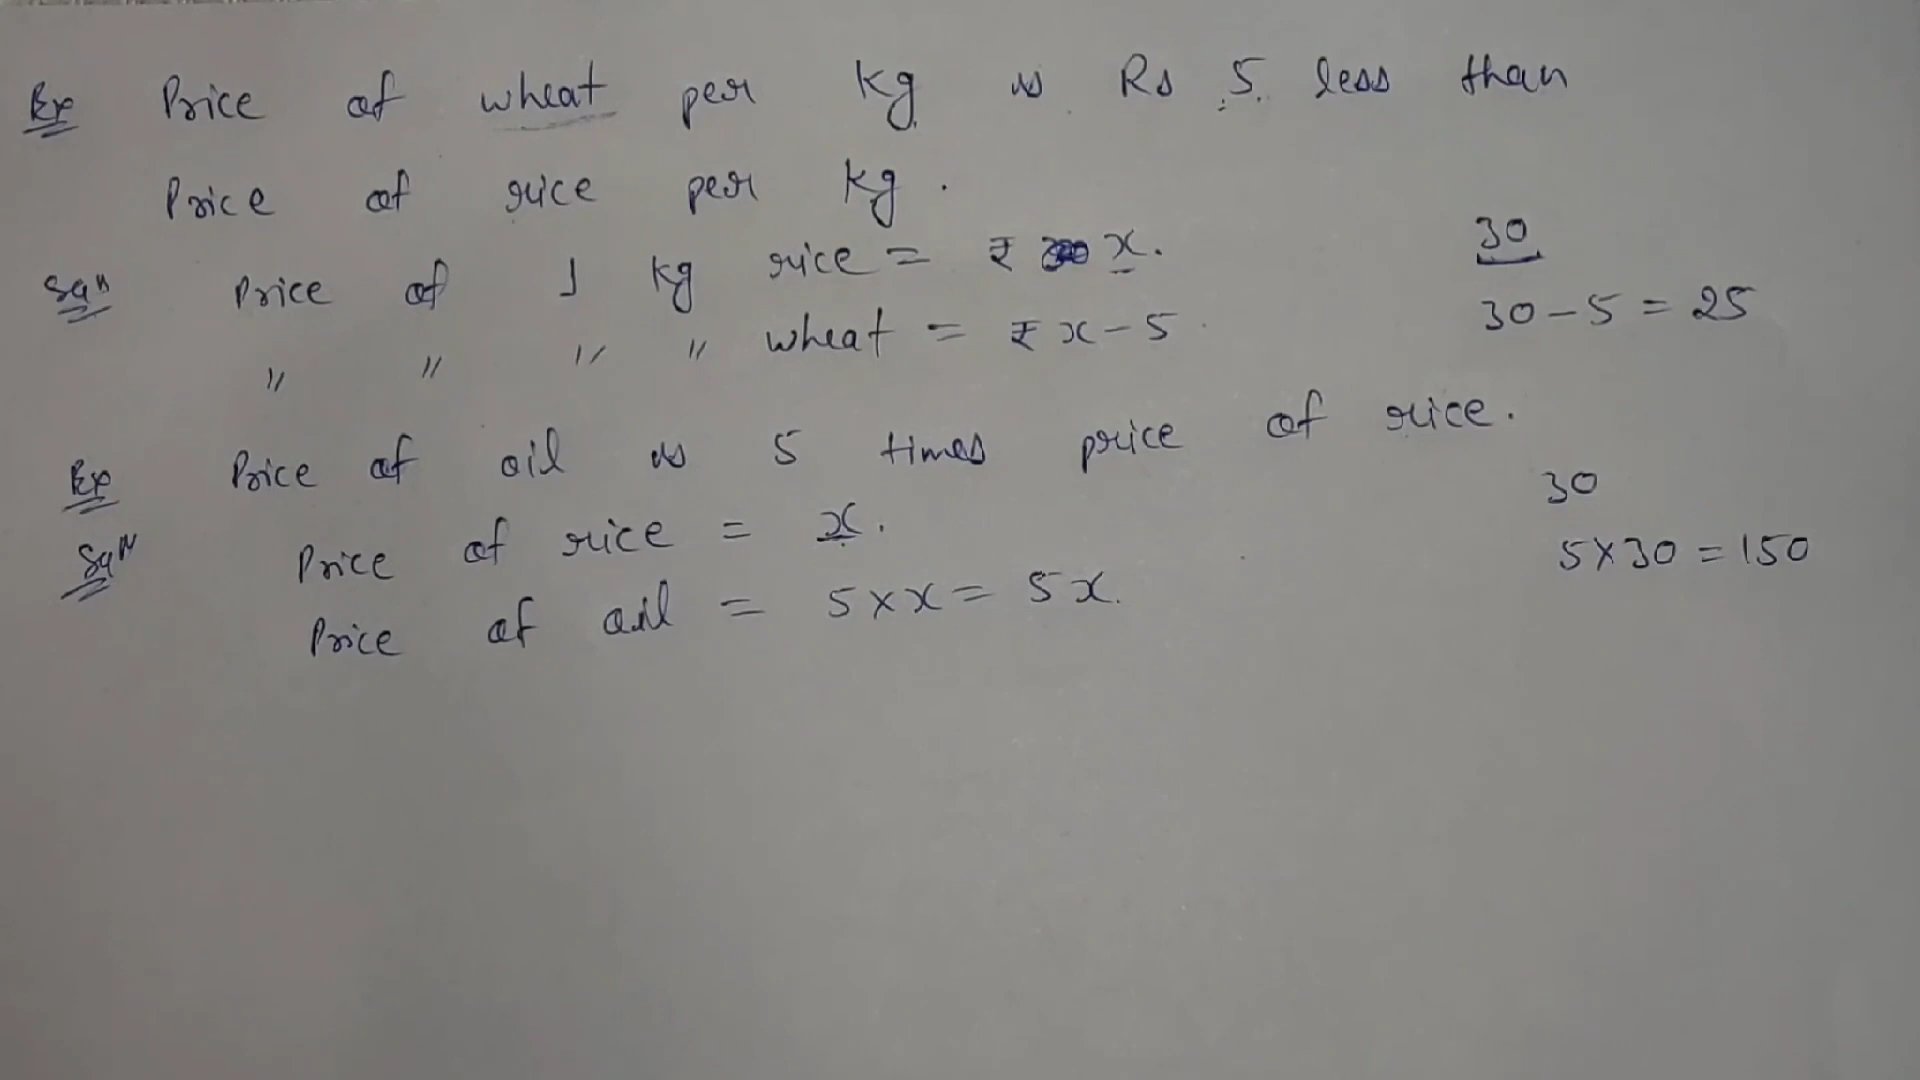 Ex Price of wheat per kg is Rs 5 less than
Price of rice per kg.
Soln Price of 1 kg rice = ₹ x.
30
" " " " wheat = ₹ x - 5
30 - 5 = 25
Ex Price of oil is 5 times price of rice.
30
Soln Price of rice = x.
5 × 30 = 150
Price of oil = 5 × x = 5x.